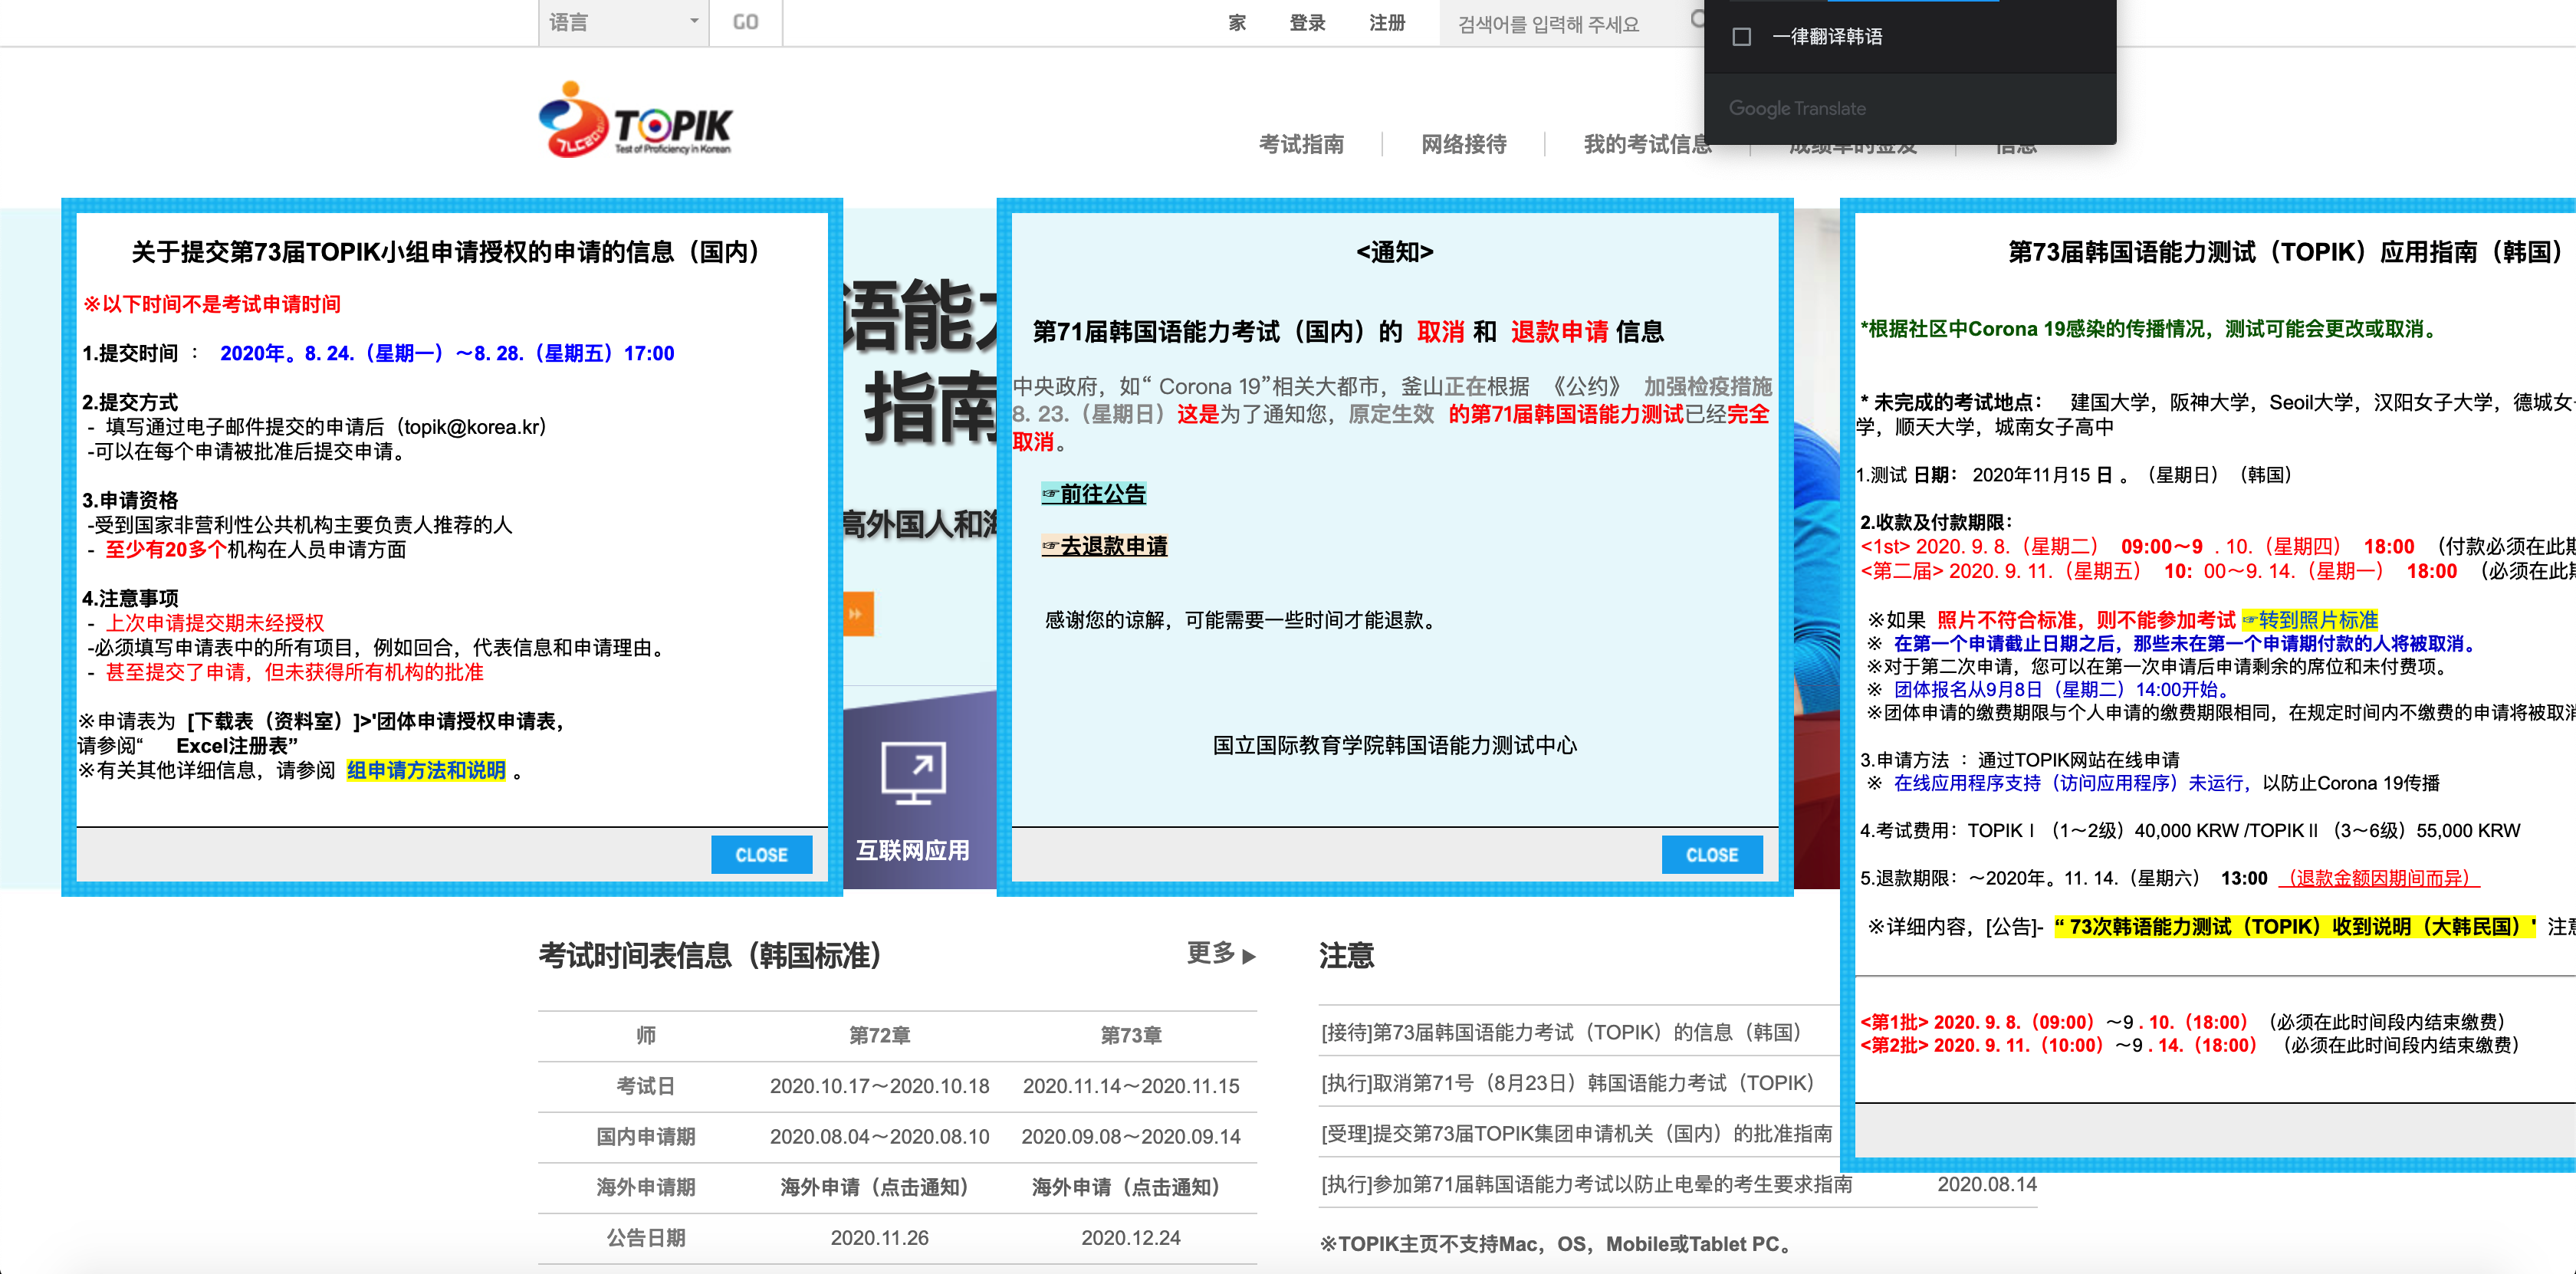 语言
GO
家
登录
注册
검색어를 입력해 주세요
一律翻译韩语
Google Translate
TOPIK
Test of Proficiency in Korean
考试指南
网络接待
我的考试信息
成绩单的签发
信息
关于提交第73届TOPIK小组申请授权的申请的信息（国内）
※以下时间不是考试申请时间
1.提交时间 ： 2020年。8. 24.（星期一）～8. 28.（星期五）17:00
2.提交方式
- 填写通过电子邮件提交的申请后（topik@korea.kr）
-可以在每个申请被批准后提交申请。
3.申请资格
-受到国家非营利性公共机构主要负责人推荐的人
- 至少有20多个机构在人员申请方面
4.注意事项
- 上次申请提交期未经授权
-必须填写申请表中的所有项目，例如回合，代表信息和申请理由。
- 甚至提交了申请，但未获得所有机构的批准
※申请表为 [下载表（资料室）]>'团体申请授权申请表，
请参阅“ Excel注册表”
※有关其他详细信息，请参阅 组申请方法和说明 。
CLOSE
语能
指南
高外国人和
互联网应用
<通知>
第71届韩国语能力考试（国内）的 取消 和 退款申请 信息
中央政府，如“ Corona 19”相关大都市，釜山正在根据 《公约》 加强检疫措施
8. 23.（星期日）这是为了通知您，原定生效 的第71届韩国语能力测试已经完全
取消。
☞前往公告
☞去退款申请
感谢您的谅解，可能需要一些时间才能退款。
国立国际教育学院韩国语能力测试中心
CLOSE
第73届韩国语能力测试（TOPIK）应用指南（韩国）
*根据社区中Corona 19感染的传播情况，测试可能会更改或取消。
* 未完成的考试地点： 建国大学，阪神大学，Seoil大学，汉阳女子大学，德城女
学，顺天大学，城南女子高中
1.测试 日期： 2020年11月15 日 。（星期日）（韩国）
2.收款及付款期限：
<1st> 2020. 9. 8.（星期二） 09:00～9 . 10.（星期四） 18:00 （付款必须在此
<第二届> 2020. 9. 11.（星期五） 10: 00～9. 14.（星期一） 18:00 （必须在此
※如果 照片不符合标准，则不能参加考试 ☞转到照片标准
※ 在第一个申请截止日期之后，那些未在第一个申请期付款的人将被取消。
※对于第二次申请，您可以在第一次申请后申请剩余的席位和未付费项。
※ 团体报名从9月8日（星期二）14:00开始。
※团体申请的缴费期限与个人申请的缴费期限相同，在规定时间内不缴费的申请将被取
3.申请方法 ：通过TOPIK网站在线申请
※ 在线应用程序支持（访问应用程序）未运行，以防止Corona 19传播
4.考试费用：TOPIKⅠ（1～2级）40,000 KRW /TOPIKⅡ（3～6级）55,000 KRW
5.退款期限：～2020年。11. 14.（星期六） 13:00 （退款金额因期间而异）
※详细内容，[公告]- “ 73次韩语能力测试（TOPIK）收到说明（大韩民国）' 注
<第1批> 2020. 9. 8.（09:00）～9 . 10.（18:00）（必须在此时间段内结束缴费）
<第2批> 2020. 9. 11.（10:00）～9 . 14.（18:00）（必须在此时间段内结束缴费）
考试时间表信息（韩国标准）
更多▶
师 第72章 第73章
考试日 2020.10.17～2020.10.18 2020.11.14～2020.11.15
国内申请期 2020.08.04～2020.08.10 2020.09.08～2020.09.14
海外申请期 海外申请（点击通知） 海外申请（点击通知）
公告日期 2020.11.26 2020.12.24
注意
[接待]第73届韩国语能力考试（TOPIK）的信息（韩国）
[执行]取消第71号（8月23日）韩国语能力考试（TOPIK）
[受理]提交第73届TOPIK集团申请机关（国内）的批准指南
[执行]参加第71届韩国语能力考试以防止电晕的考生要求指南 2020.08.14
※TOPIK主页不支持Mac，OS，Mobile或Tablet PC。